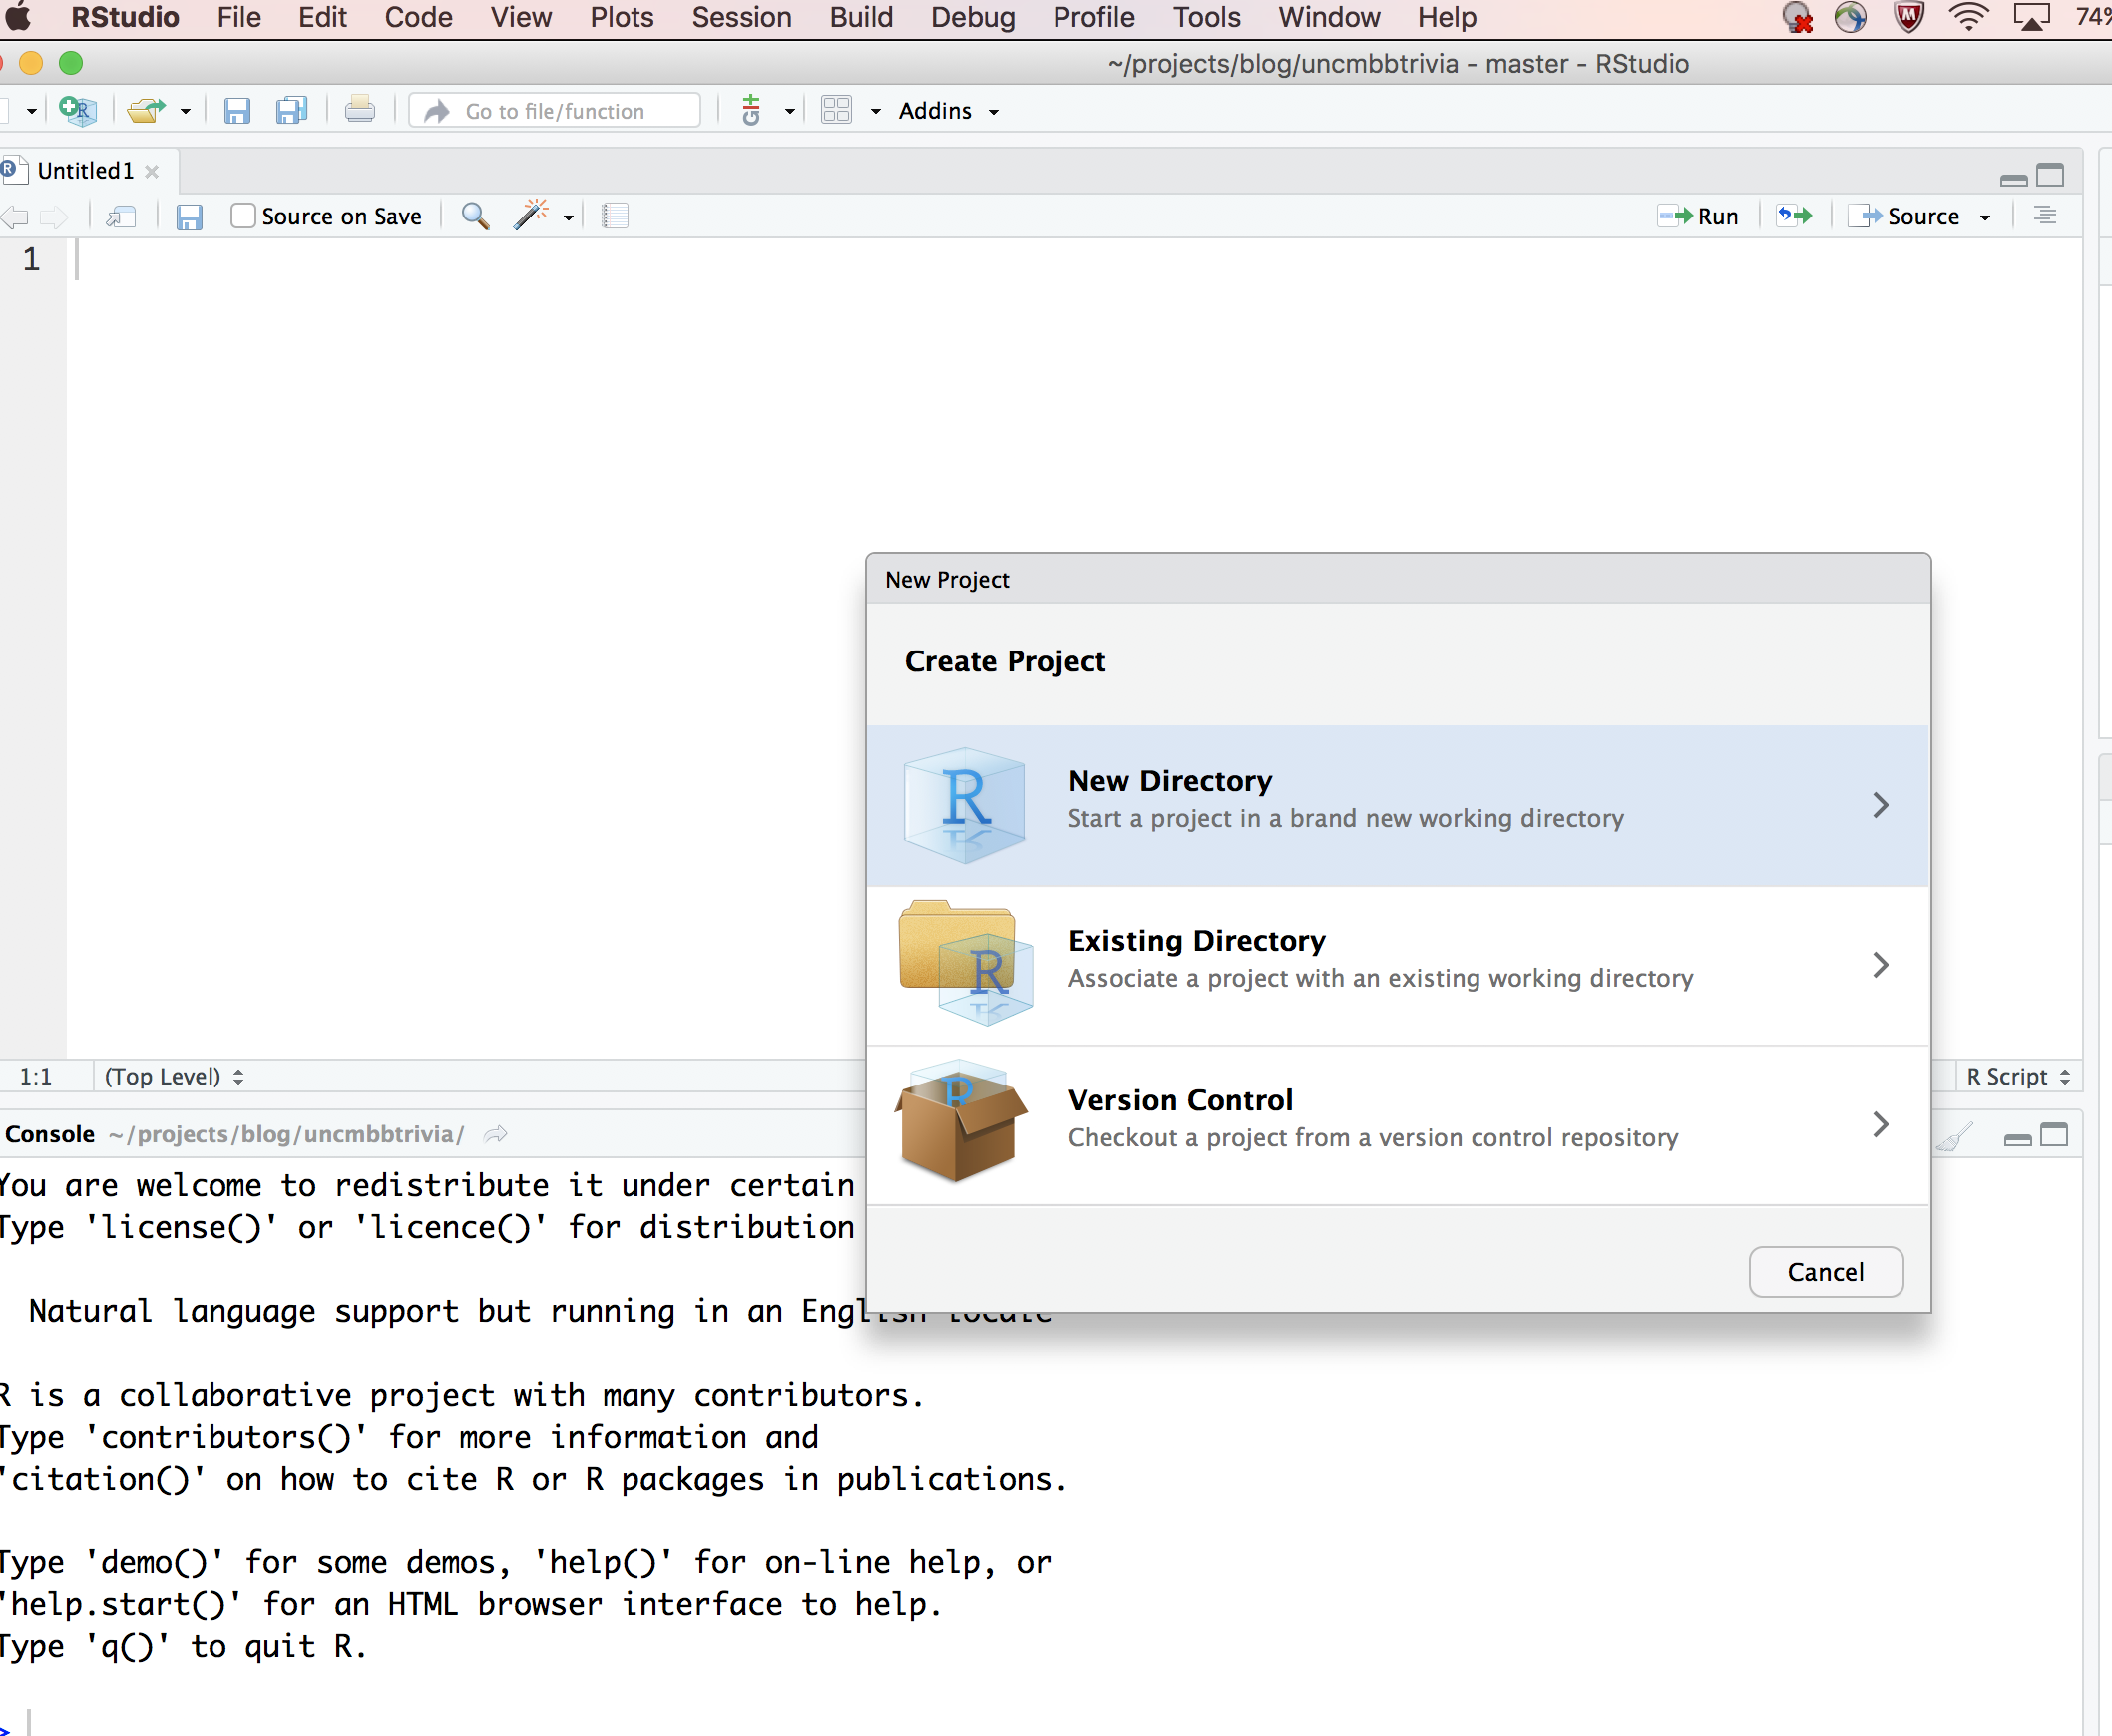 RStudio File Edit Code View Plots Session Build Debug Profile Tools Window Help 74%
~/projects/blog/uncmbbtrivia - master - RStudio
Go to file/function Addins
Untitled1
Source on Save Run Source
1
New Project
Create Project
New Directory
Start a project in a brand new working directory
Existing Directory
Associate a project with an existing working directory
Version Control
Checkout a project from a version control repository
Cancel
1:1 (Top Level) R Script
Console ~/projects/blog/uncmbbtrivia/
You are welcome to redistribute it under certain
Type 'license()' or 'licence()' for distribution
Natural language support but running in an English locale
R is a collaborative project with many contributors.
Type 'contributors()' for more information and
'citation()' on how to cite R or R packages in publications.
Type 'demo()' for some demos, 'help()' for on-line help, or
'help.start()' for an HTML browser interface to help.
Type 'q()' to quit R.
>